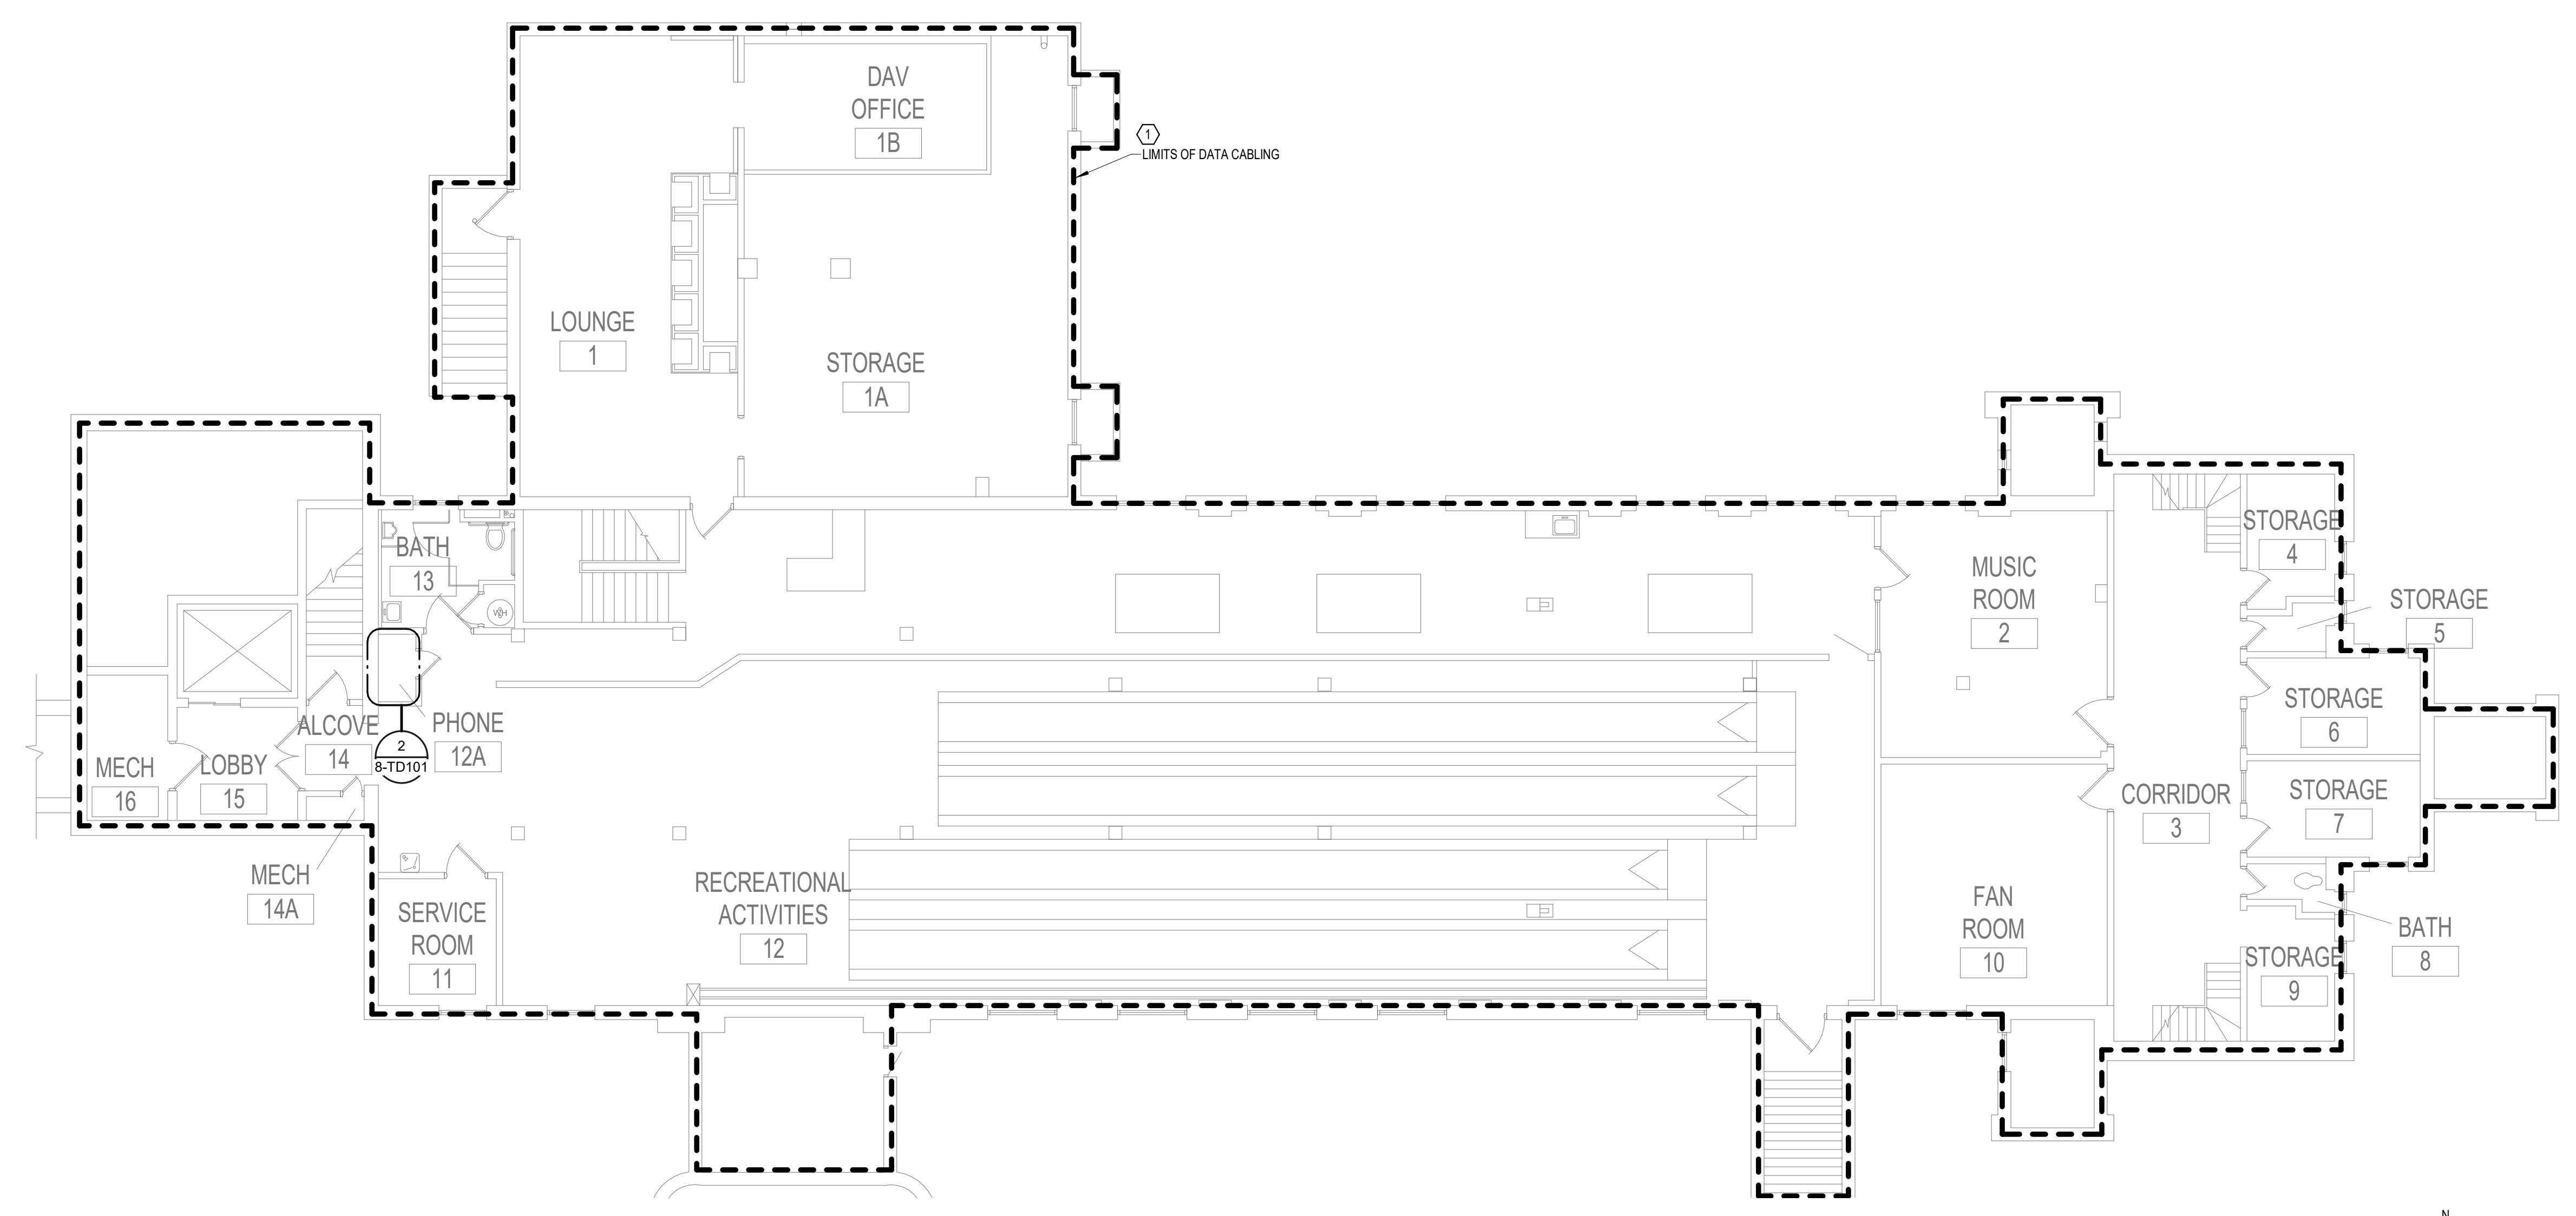 DAV
OFFICE
1B
1
LIMITS OF DATA CABLING
LOUNGE
1
STORAGE
1A
BATH
13
W/H
MUSIC
ROOM
2
STORAGE
4
STORAGE
5
STORAGE
6
ALCOVE
14
PHONE
12A
2
8-TD101
MECH
16
LOBBY
15
STORAGE
7
CORRIDOR
3
MECH
14A
SERVICE
ROOM
11
RECREATIONAL
ACTIVITIES
12
FAN
ROOM
10
BATH
8
STORAGE
9
N